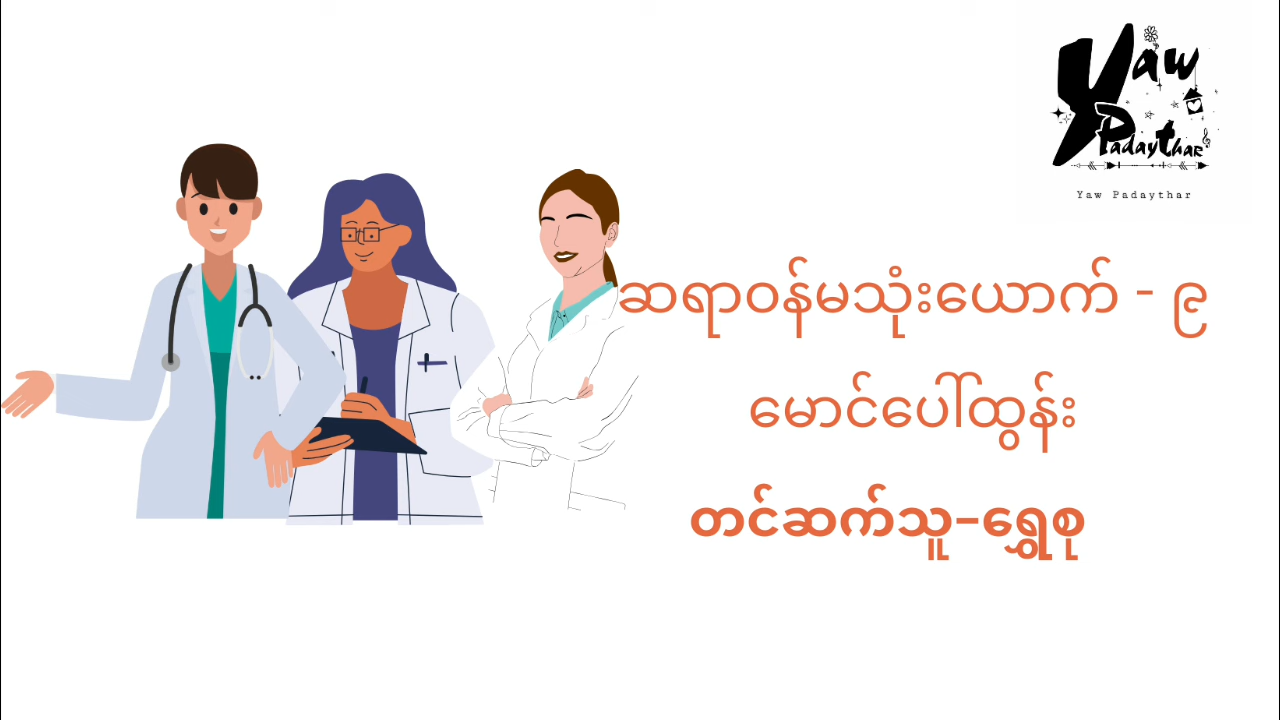 Yaw
Padaythar
Yaw Padaythar
ဆရာဝန်မသုံးယောက် - ၉
မောင်ပေါ်ထွန်း
တင်ဆက်သူ-ရွှေစု